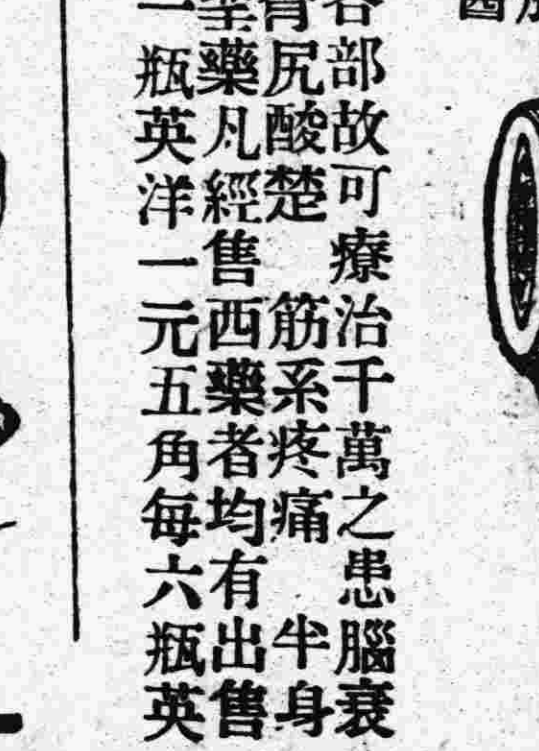 各部故可療治千萬之患腦衰
尻酸楚 筋系疼痛 半身
藥凡經售西藥者均有出售
一瓶英洋一元五角每六瓶英